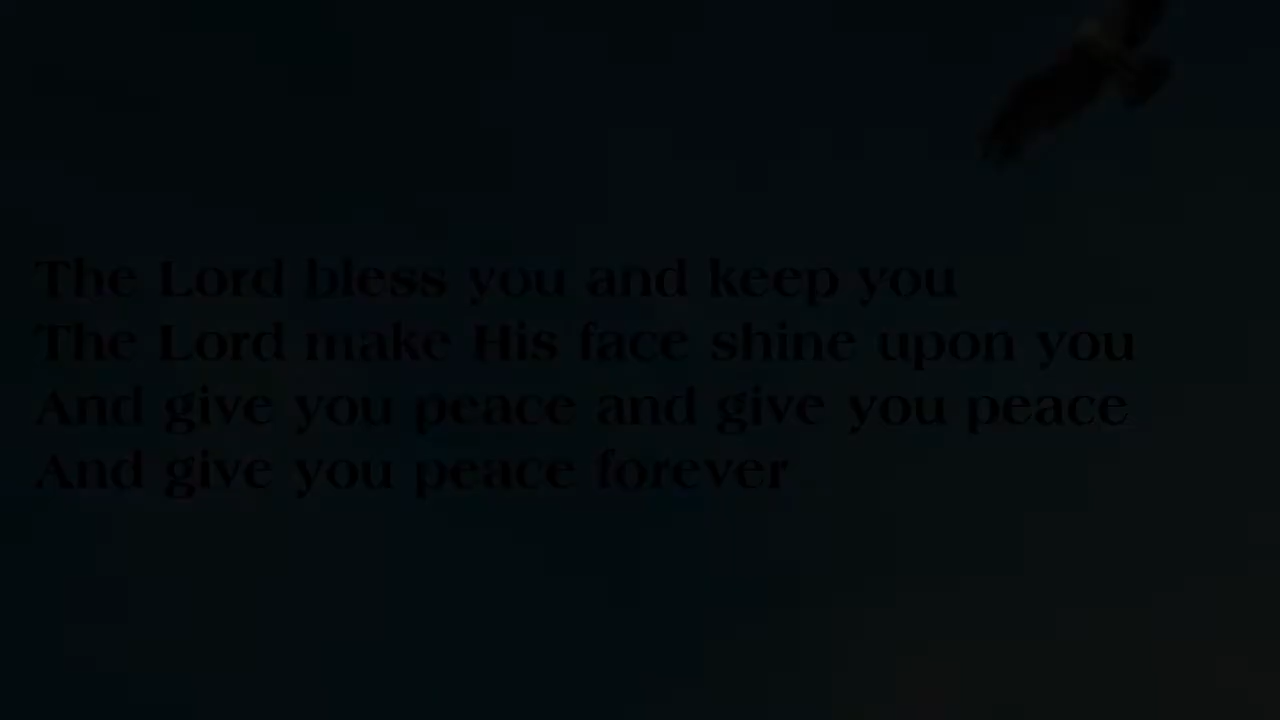 The Lord bless you and keep you
The Lord make His face shine upon you
And give you peace and give you peace
And give you peace forever